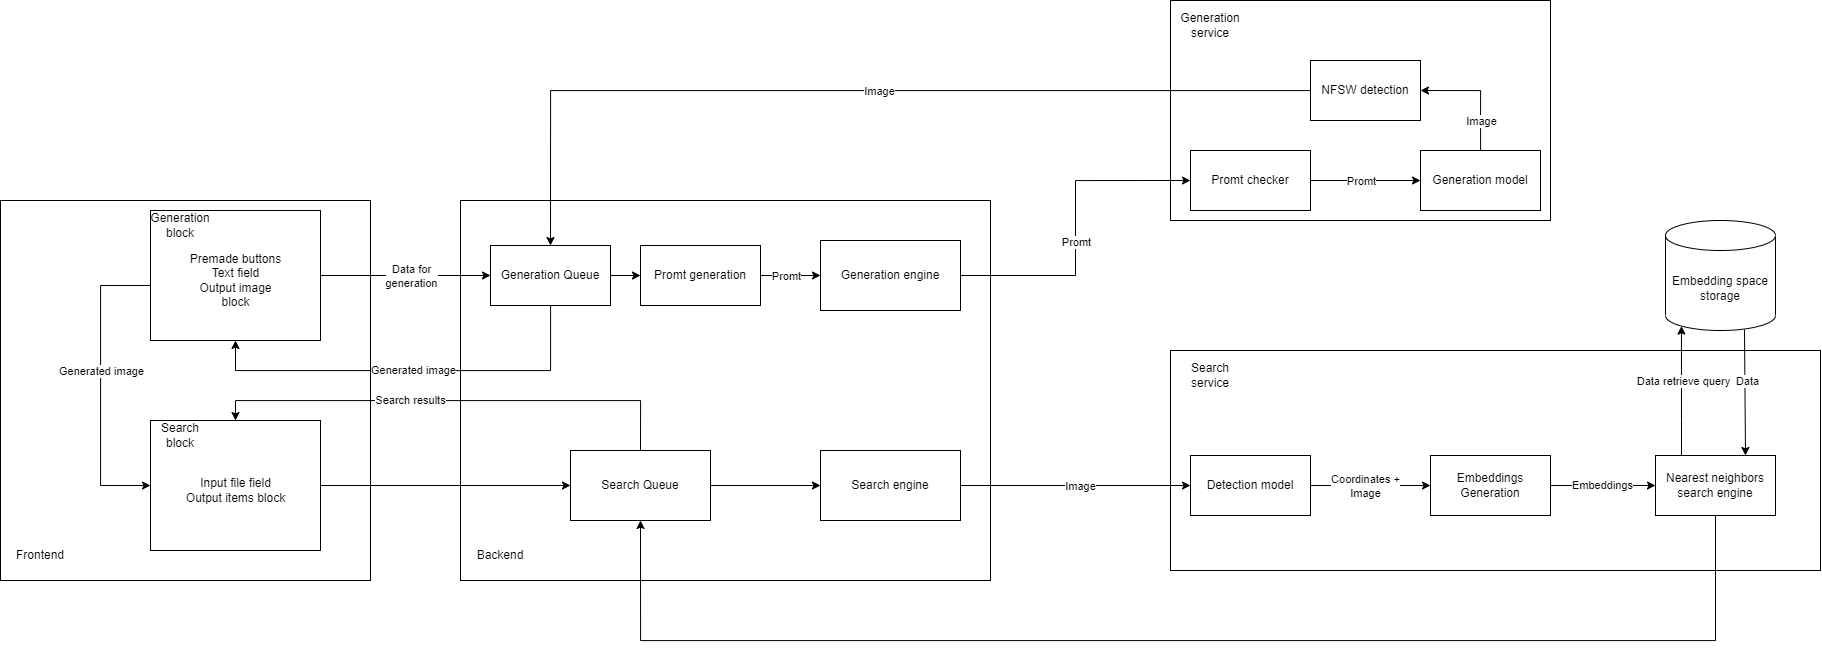 Generation
service
NFSW detection
Image
Image
Promt checker
Promt
Generation model
Generation
block
Premade buttons
Text field
Output image
block
Data for
generation
Generation Queue
Promt generation
Promt
Generation engine
Promt
Embedding space
storage
Generated image
Generated image
Search results
Search
service
Data retrieve query
Data
Search
block
Input file field
Output items block
Search Queue
Search engine
Image
Detection model
Coordinates +
Image
Embeddings
Generation
Embeddings
Nearest neighbors
search engine
Frontend
Backend